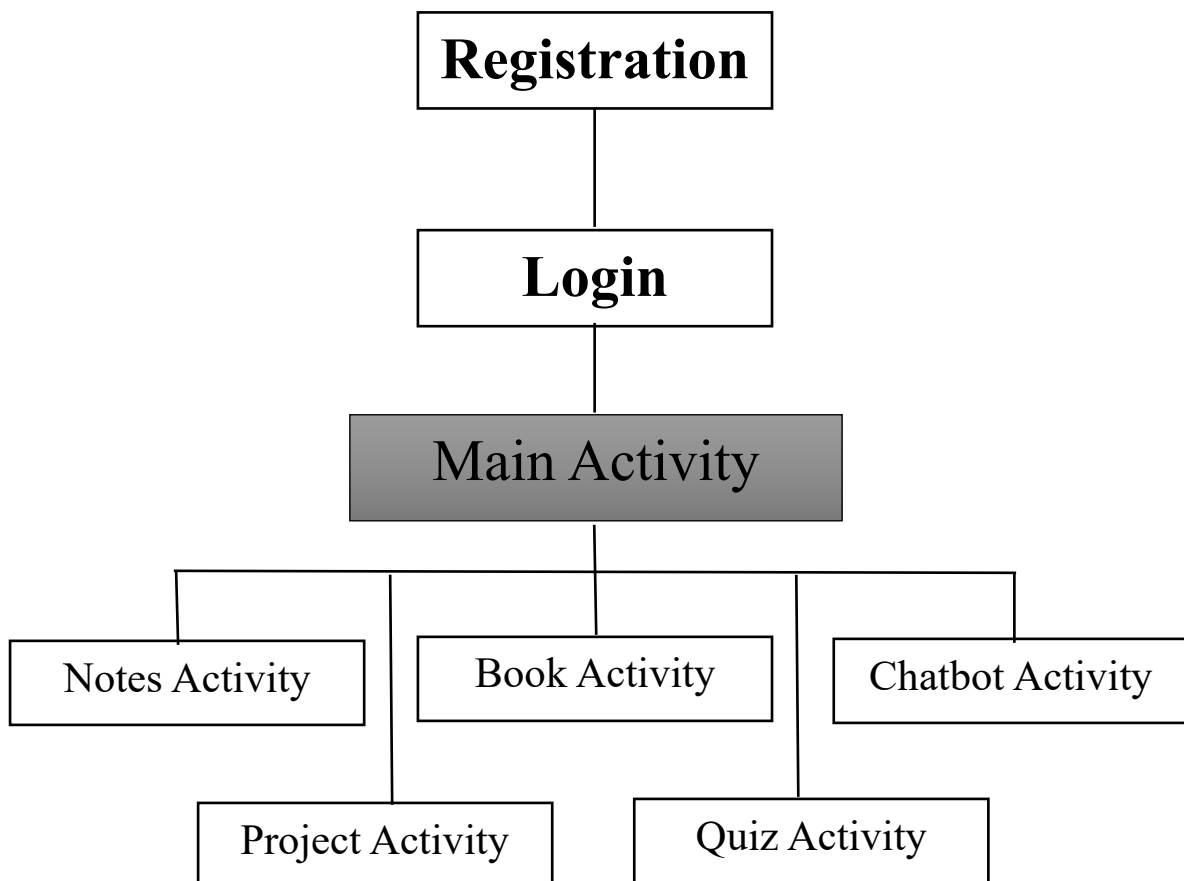 Registration
Login
Main Activity
Notes Activity
Book Activity
Chatbot Activity
Project Activity
Quiz Activity